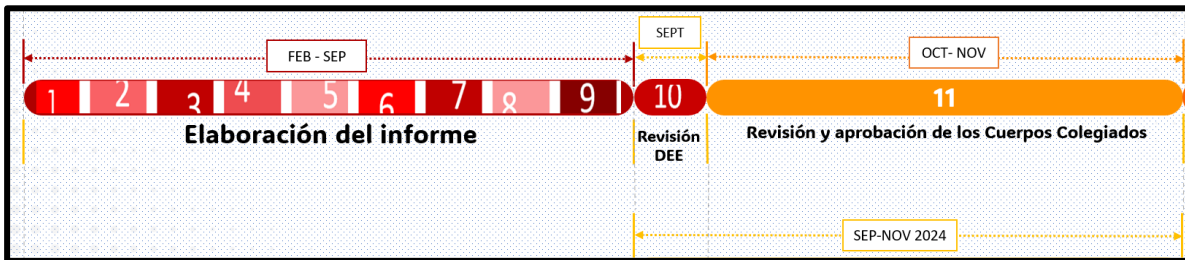 FEB - SEP
SEPT
OCT- NOV
1 2 3 4 5 6 7 8 9 10 11
Elaboración del informe
Revisión
DEE
Revisión y aprobación de los Cuerpos Colegiados
SEP-NOV 2024